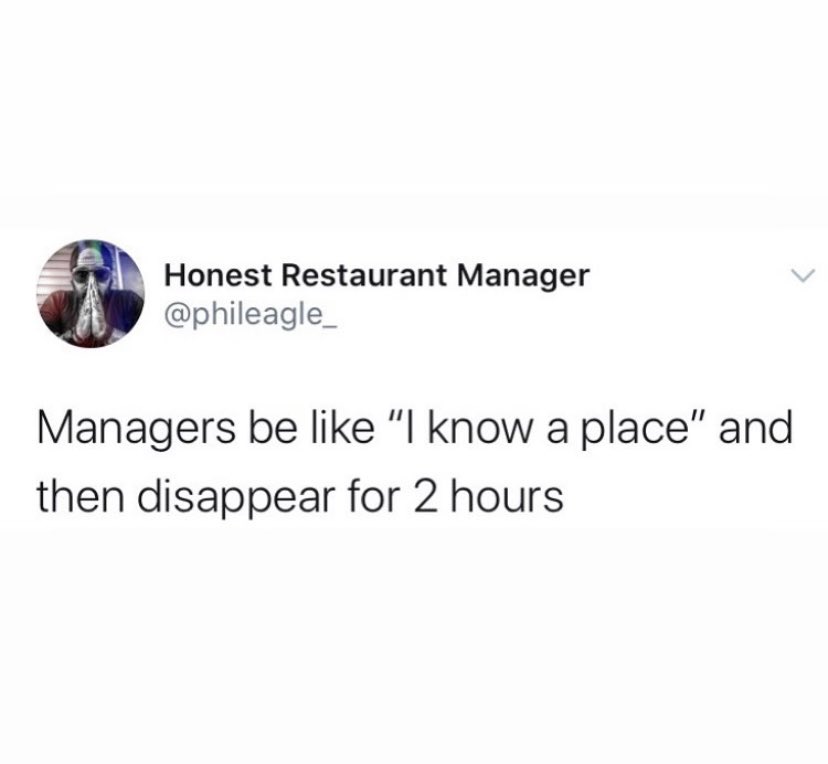 Honest Restaurant Manager
@phileagle_
Managers be like "I know a place" and
then disappear for 2 hours